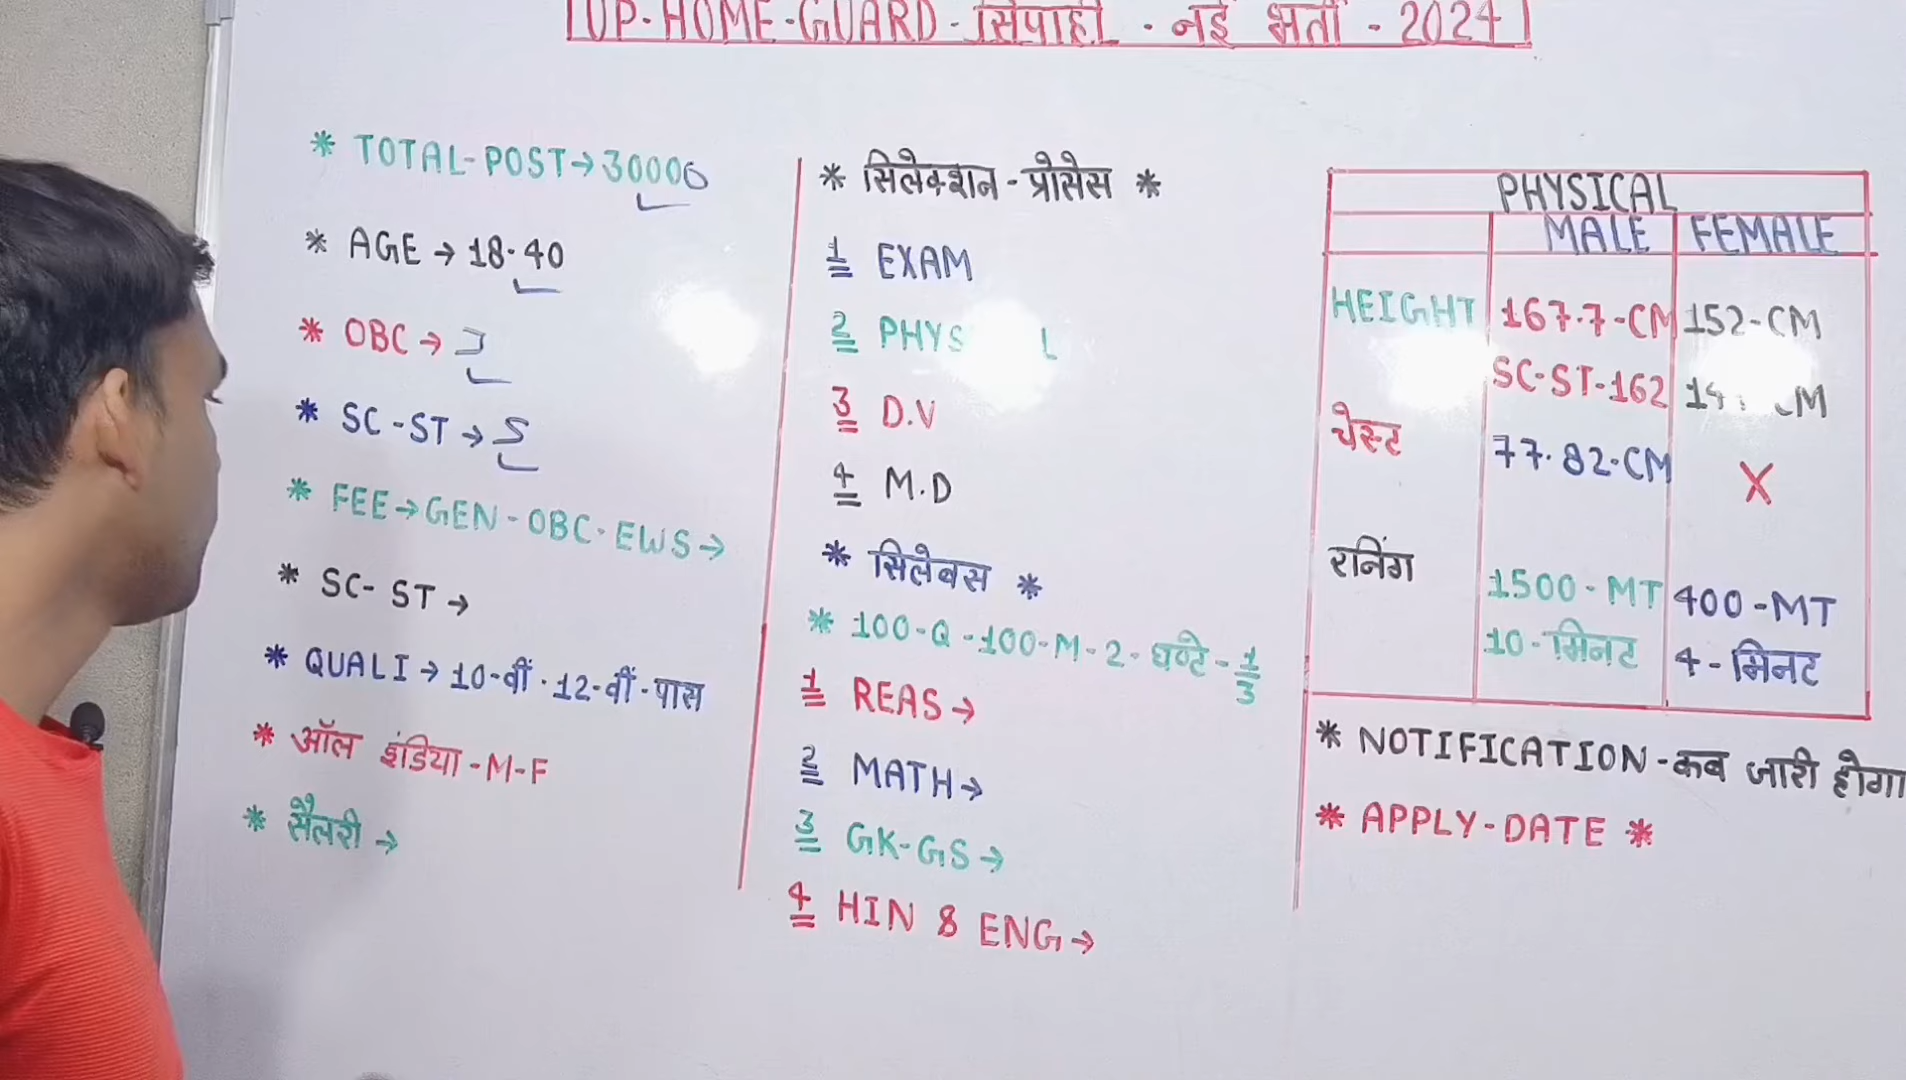 UP-HOME-GUARD-सिपाही - नई भर्ती - 2024
* TOTAL-POST→30000
* AGE → 18-40
* OBC → 3
* SC-ST → 5
* FEE→GEN-OBC-EWS→
* SC-ST →
* QUALI → 10-वीं-12-वीं-पास
* ऑल इंडिया-M-F
* सैलरी →
* सिलेक्शन-प्रोसेस *
1 EXAM
2
3 D.V
4 M.D
* सिलेबस *
* 100-Q-100-M-2-घण्टे-1/3
1 REAS→
2 MATH→
3 GK-GS→
4 HIN & ENG→
PHYSICAL
MALE FEMALE
HEIGHT 167.7-CM 152-CM
SC-ST-162
चेस्ट 77-82-CM X
रनिंग 1500-MT 400-MT
10-मिनट 4-मिनट
* NOTIFICATION-कब जारी होगा
* APPLY-DATE *